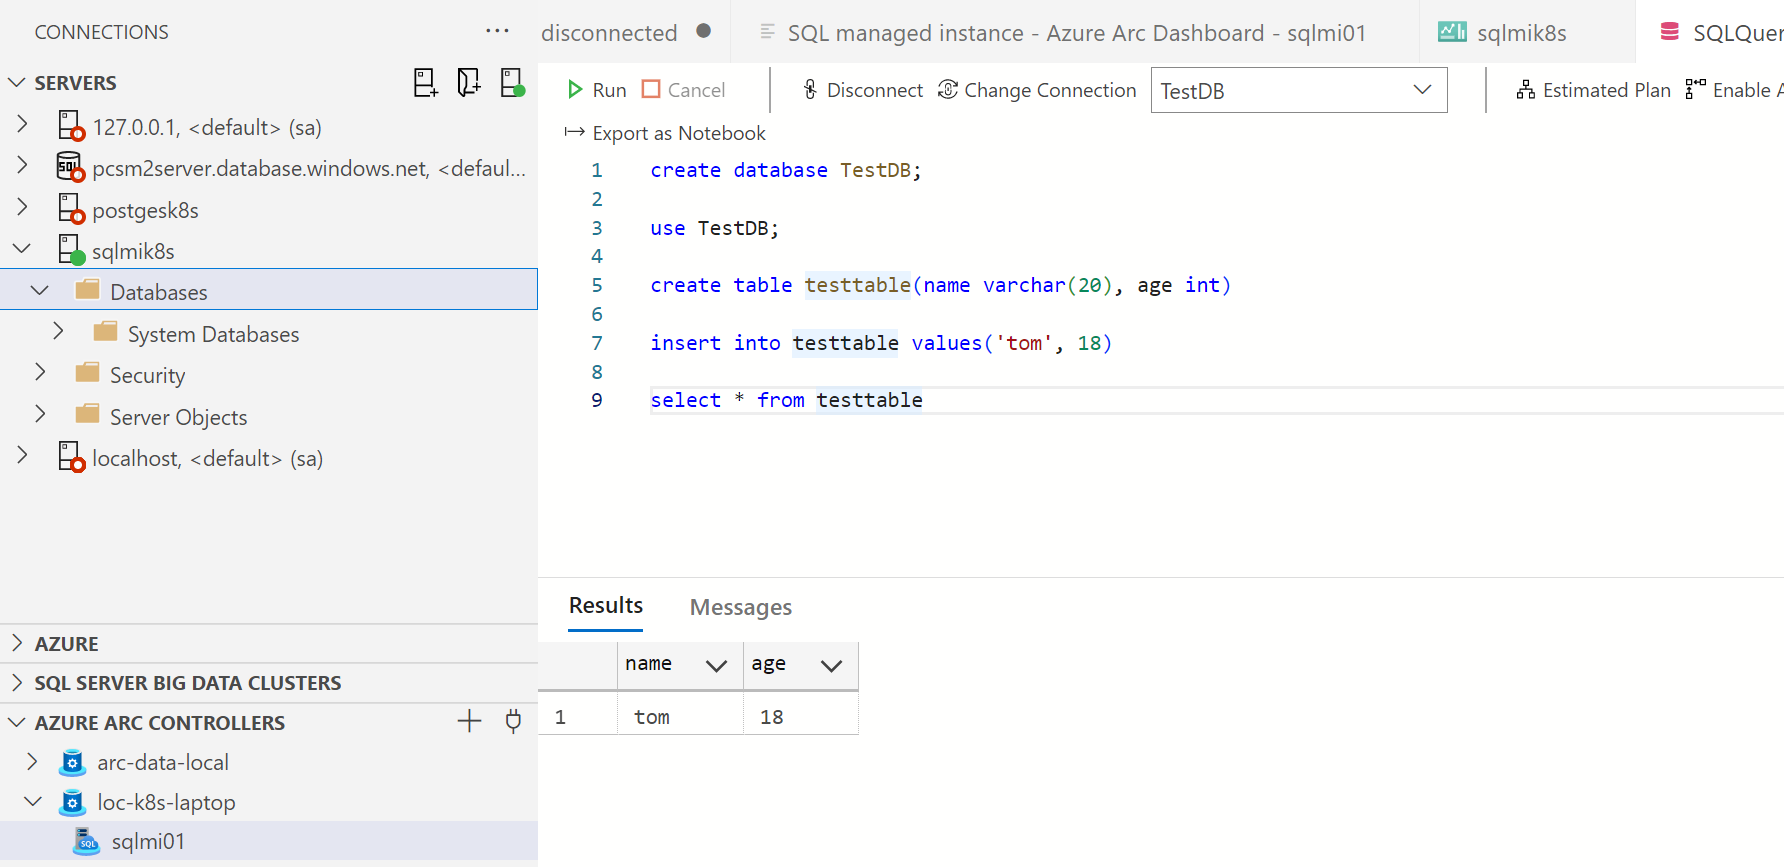 CONNECTIONS
SERVERS
127.0.0.1, <default> (sa)
pcsm2server.database.windows.net, <defaul...
postgesk8s
sqlmik8s
Databases
System Databases
Security
Server Objects
localhost, <default> (sa)
AZURE
SQL SERVER BIG DATA CLUSTERS
AZURE ARC CONTROLLERS
arc-data-local
loc-k8s-laptop
sqlmi01
disconnected
SQL managed instance - Azure Arc Dashboard - sqlmi01
sqlmik8s
SQLQuer
Run
Cancel
Disconnect
Change Connection
TestDB
Estimated Plan
Enable A
Export as Notebook
1 create database TestDB;
2
3 use TestDB;
4
5 create table testtable(name varchar(20), age int)
6
7 insert into testtable values('tom', 18)
8
9 select * from testtable
Results Messages
name age
1 tom 18